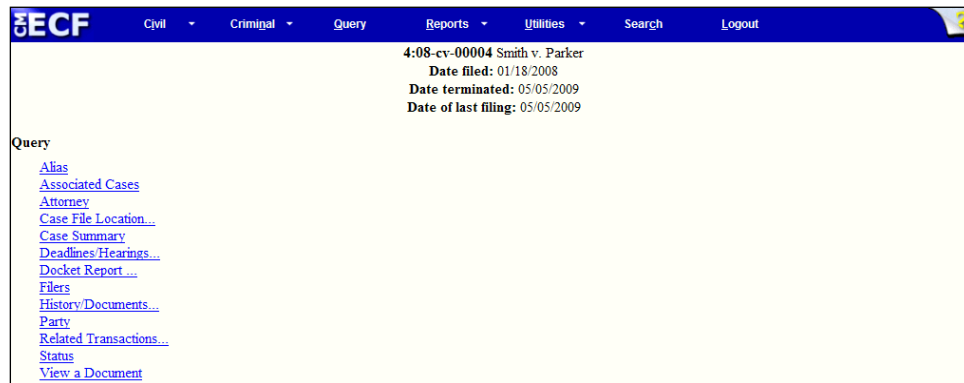 CM ECF Civil Criminal Query Reports Utilities Search Logout
4:08-cv-00004 Smith v. Parker
Date filed: 01/18/2008
Date terminated: 05/05/2009
Date of last filing: 05/05/2009
Query
Alias
Associated Cases
Attorney
Case File Location...
Case Summary
Deadlines/Hearings...
Docket Report ...
Filers
History/Documents...
Party
Related Transactions...
Status
View a Document